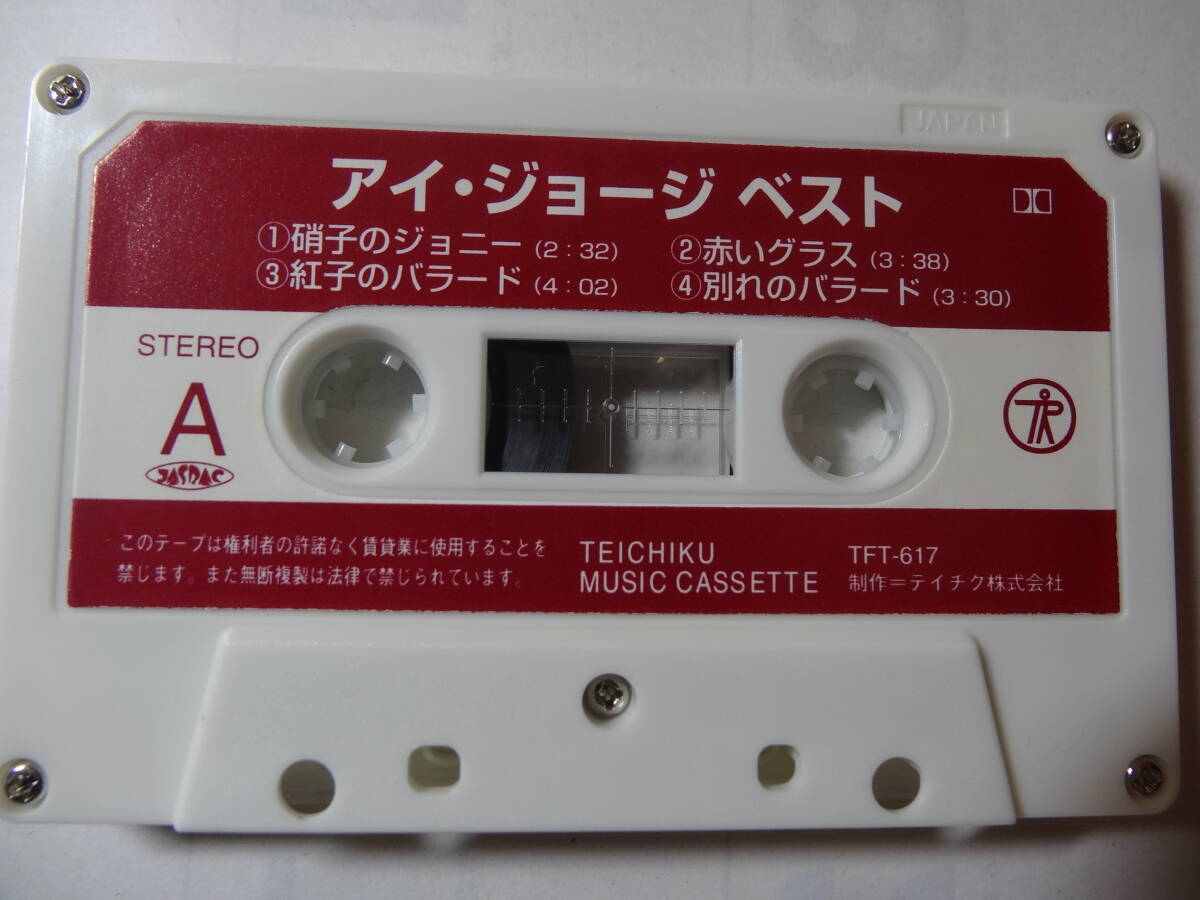 JAPAN
アイ・ジョージ ベスト
①硝子のジョニー (2:32) ②赤いグラス (3:38)
③紅子のバラード (4:02) ④別れのバラード (3:30)
STEREO
A
JASRAC
このテープは権利者の許諾なく賃貸業に使用することを
禁じます。また無断複製は法律で禁じられています。
TEICHIKU
MUSIC CASSETTE
TFT-617
制作=テイチク株式会社